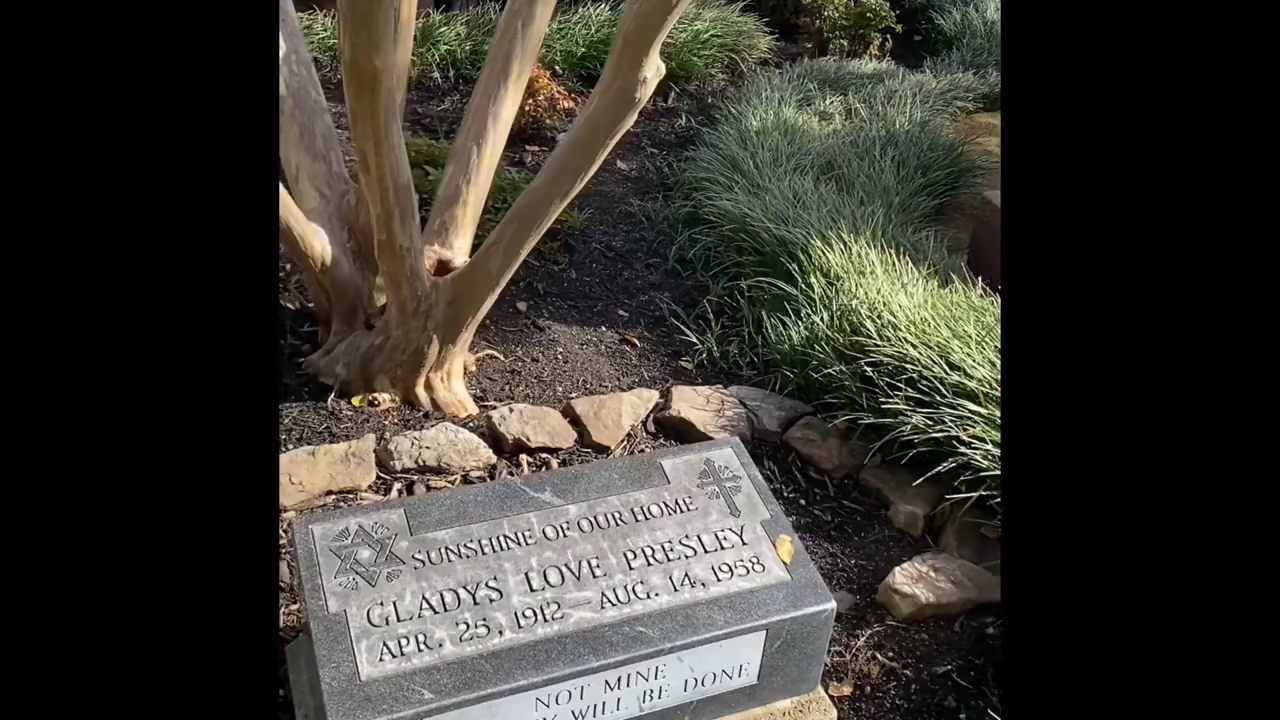 SUNSHINE OF OUR HOME
GLADYS LOVE PRESLEY
APR. 25, 1912 — AUG. 14, 1958
NOT MINE
WILL BE DONE